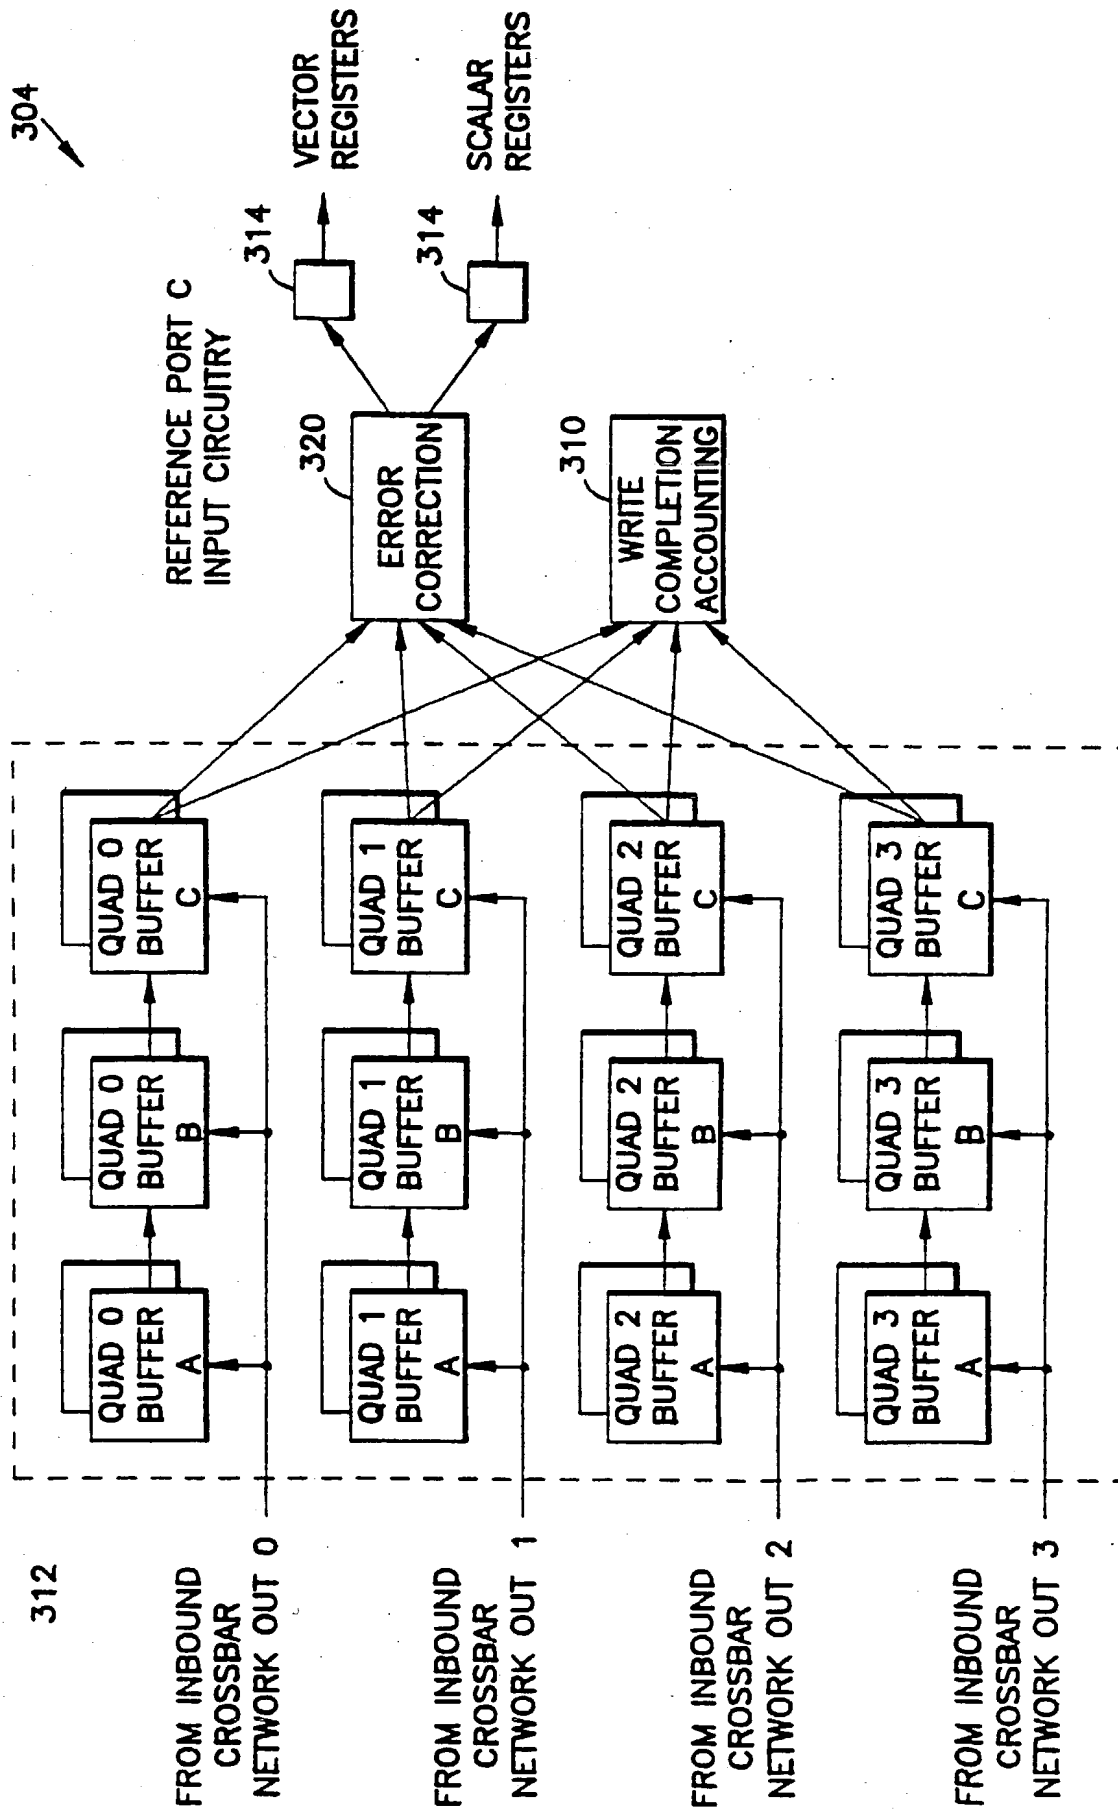 304
REFERENCE PORT C
INPUT CIRCUITRY
312
FROM INBOUND
CROSSBAR
NETWORK OUT 0
QUAD 0
BUFFER
A
QUAD 0
BUFFER
B
QUAD 0
BUFFER
C
FROM INBOUND
CROSSBAR
NETWORK OUT 1
QUAD 1
BUFFER
A
QUAD 1
BUFFER
B
QUAD 1
BUFFER
C
FROM INBOUND
CROSSBAR
NETWORK OUT 2
QUAD 2
BUFFER
A
QUAD 2
BUFFER
B
QUAD 2
BUFFER
C
FROM INBOUND
CROSSBAR
NETWORK OUT 3
QUAD 3
BUFFER
A
QUAD 3
BUFFER
B
QUAD 3
BUFFER
C
320
ERROR
CORRECTION
310
WRITE
COMPLETION
ACCOUNTING
314
VECTOR
REGISTERS
314
SCALAR
REGISTERS